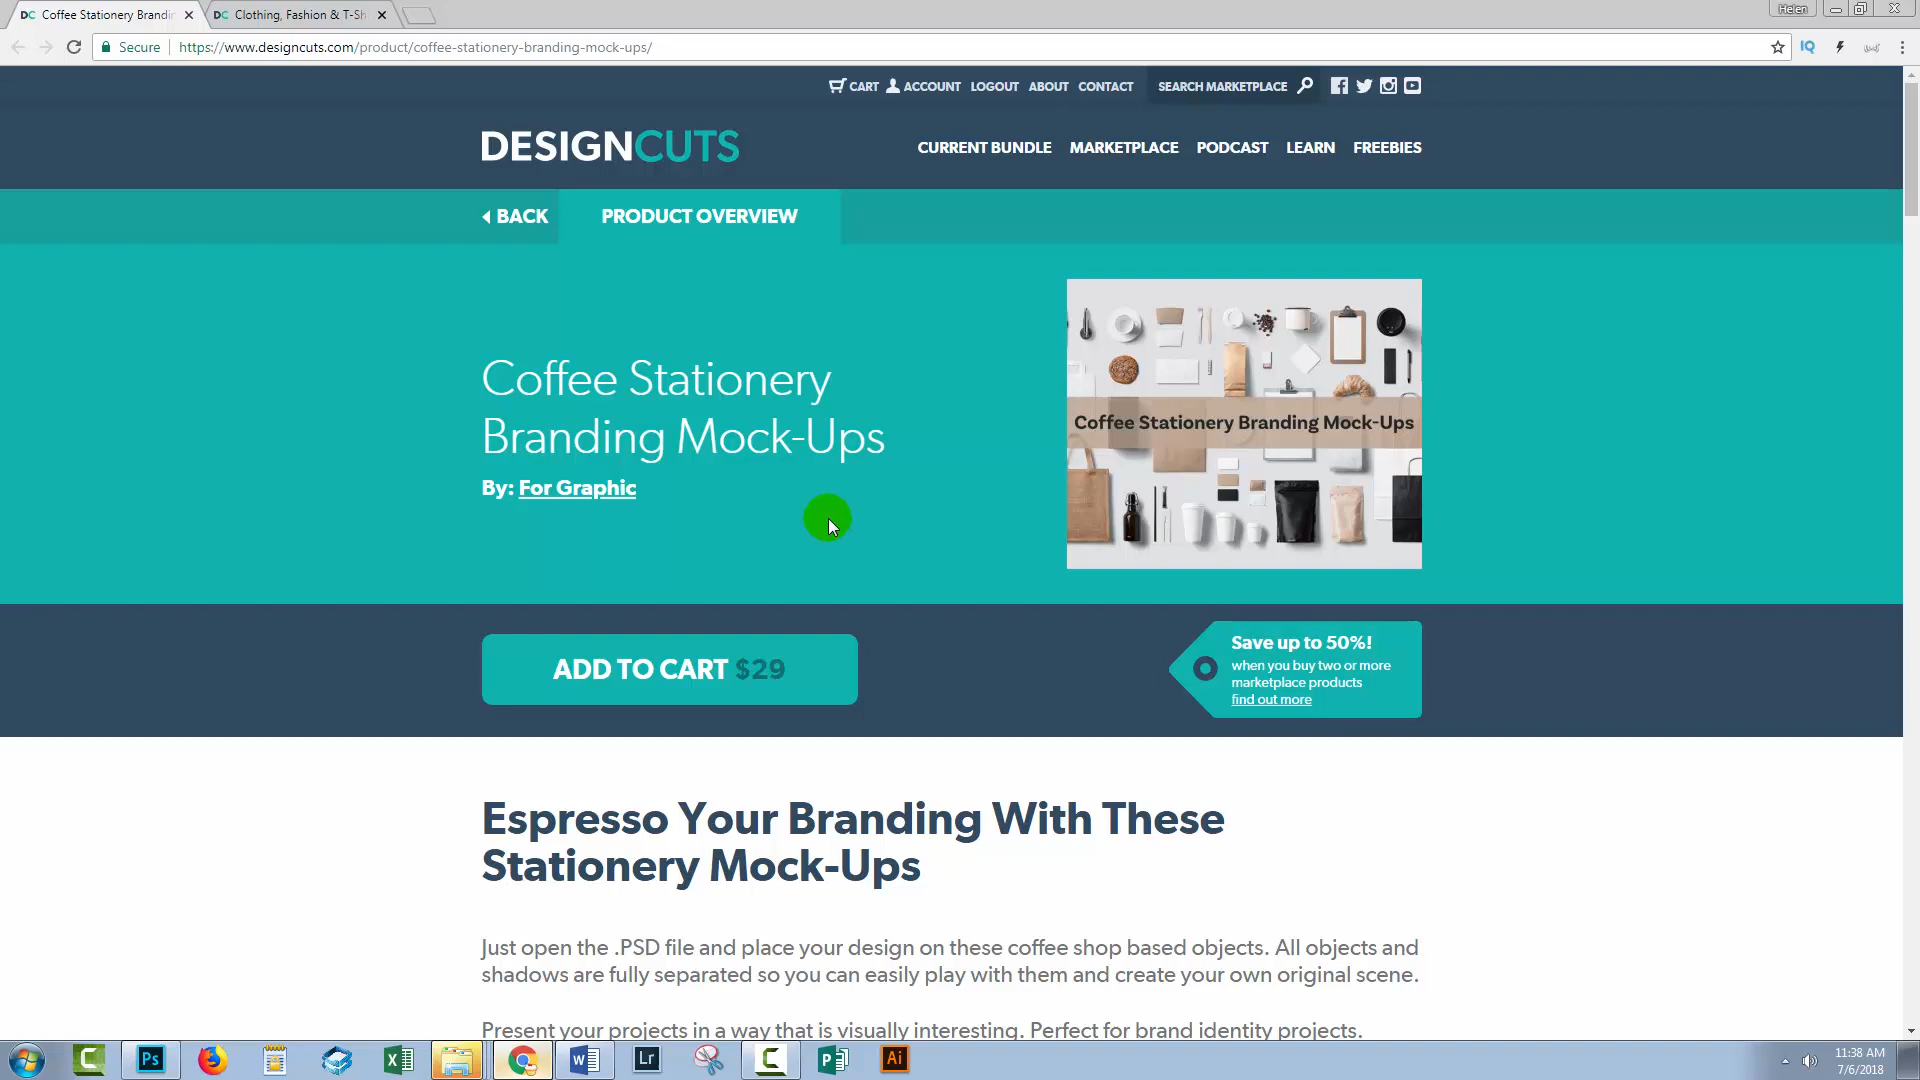 DC Coffee Stationery Brandin
DC Clothing, Fashion & T-Sh
Helen
Secure
https://www.designcuts.com/product/coffee-stationery-branding-mock-ups/
IQ
CART ACCOUNT LOGOUT ABOUT CONTACT
SEARCH MARKETPLACE
DESIGNCUTS
CURRENT BUNDLE MARKETPLACE PODCAST LEARN FREEBIES
BACK
PRODUCT OVERVIEW
Coffee Stationery
Branding Mock-Ups
By: For Graphic
Coffee Stationery Branding Mock-Ups
ADD TO CART $29
Save up to 50%!
when you buy two or more
marketplace products
find out more
Espresso Your Branding With These
Stationery Mock-Ups
Just open the .PSD file and place your design on these coffee shop based objects. All objects and
shadows are fully separated so you can easily play with them and create your own original scene.
Present your projects in a way that is visually interesting. Perfect for brand identity projects.
Ps
Lr
Ai
11:38 AM
7/6/2018